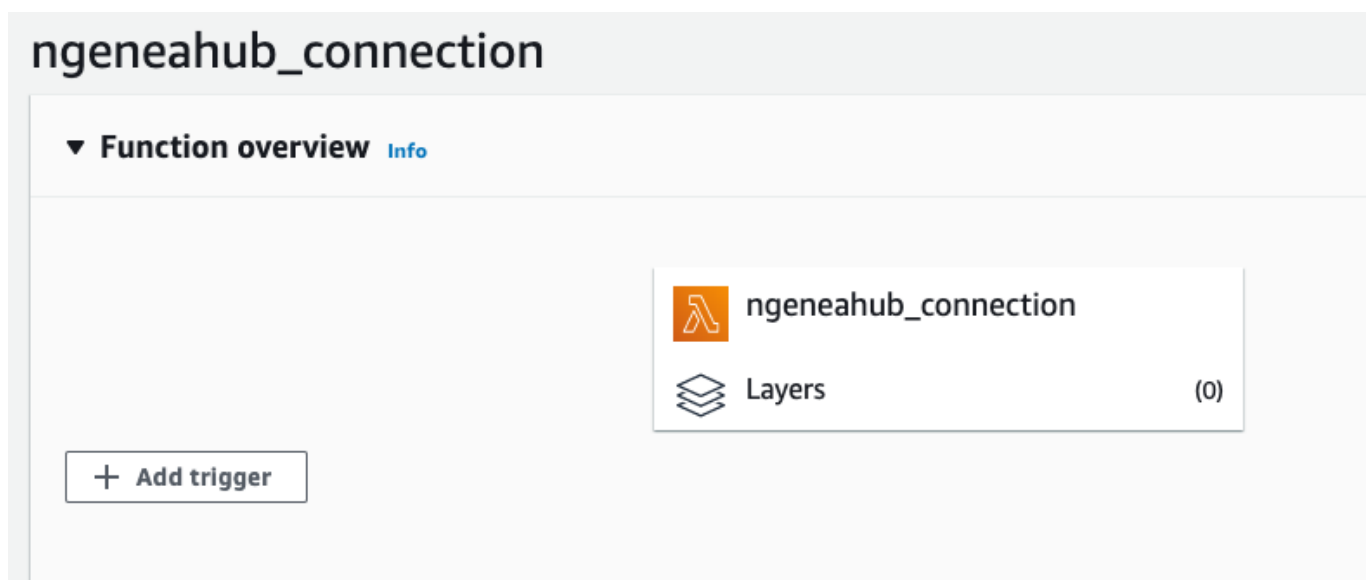 ngeneahub_connection
Function overview Info
ngeneahub_connection
Layers (0)
Add trigger